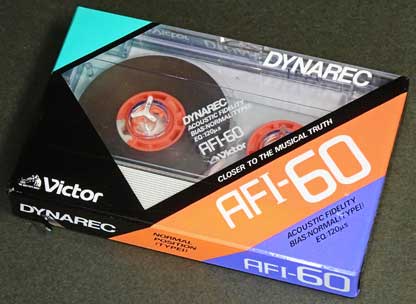 DYNAREC
DYNAREC
ACOUSTIC FIDELITY
BIAS:NORMAL(TYPE I)
EQ:120μs
AFI-60
Victor
CLOSER TO THE MUSICAL TRUTH
AFI-60
ACOUSTIC FIDELITY
BIAS:NORMAL(TYPE I)
EQ:120μs
Victor
DYNAREC
NORMAL
POSITION
(TYPE I)
AFI-60